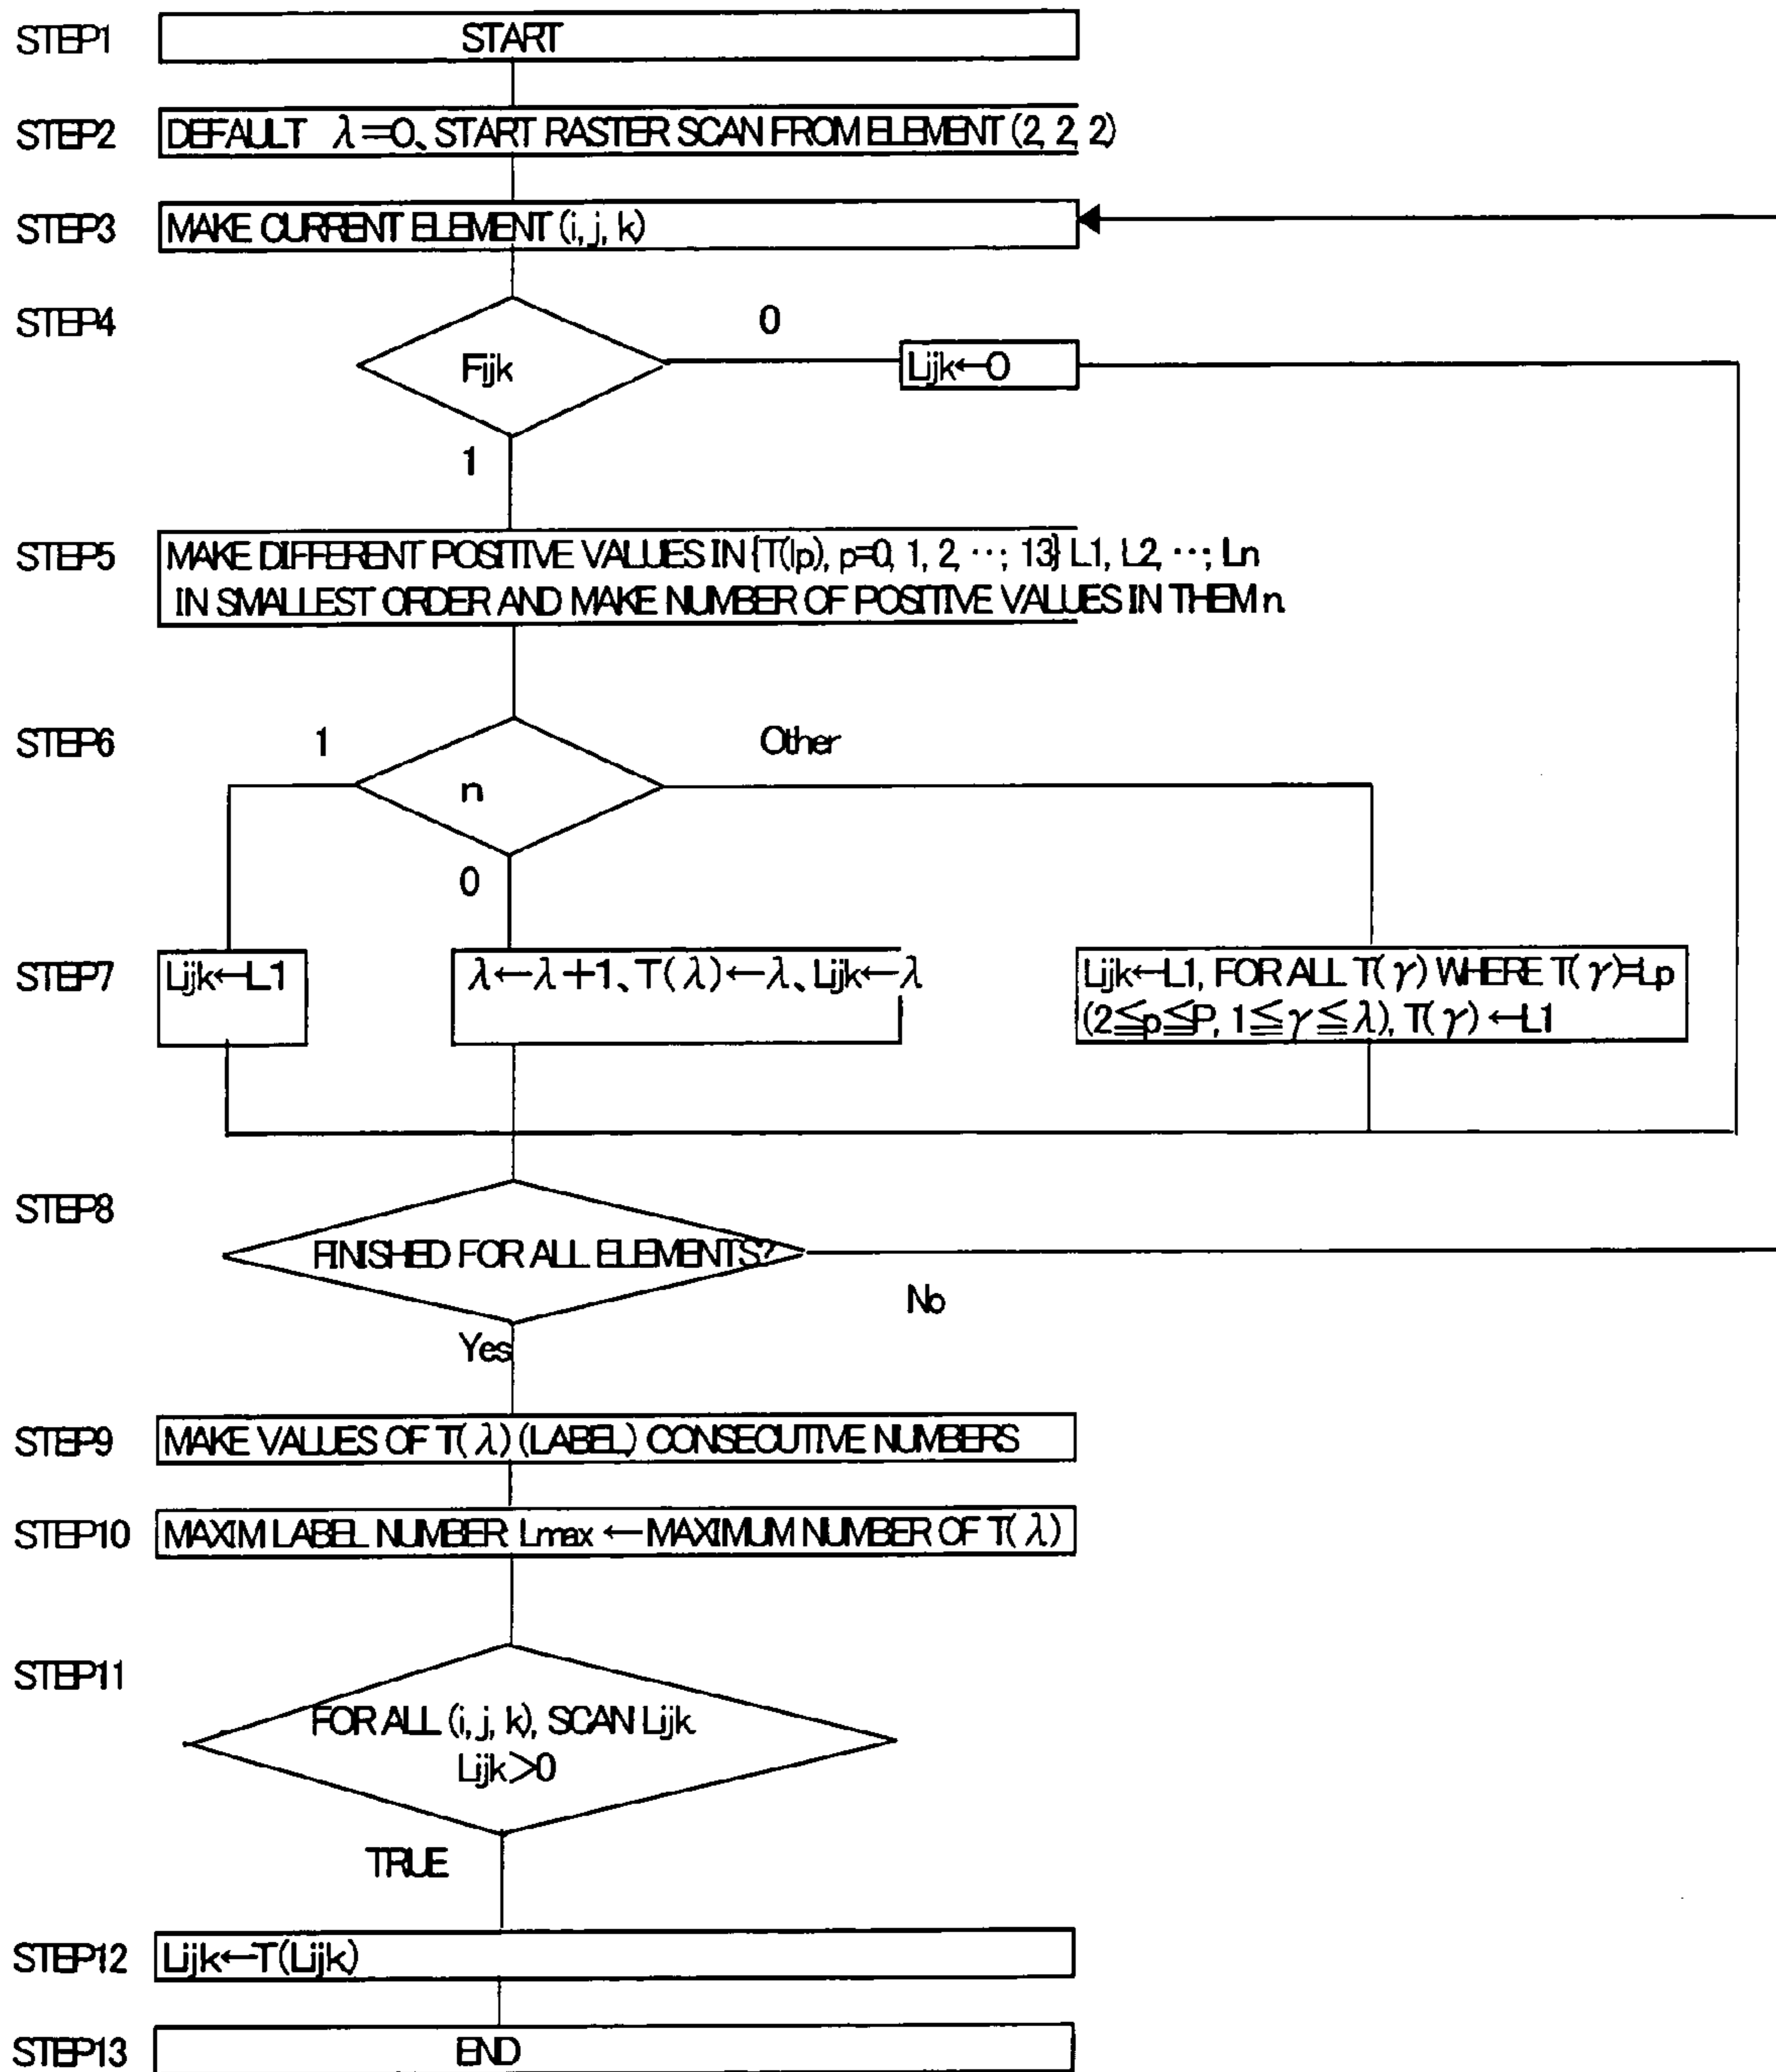 STEP1 START
STEP2 DEFAULT λ=0、START RASTER SCAN FROM ELEMENT (2, 2, 2)
STEP3 MAKE CURRENT ELEMENT (i, j, k)
STEP4
0
Fijk
Lijk←0
1
STEP5 MAKE DIFFERENT POSITIVE VALUES IN {T(lp), p=0, 1, 2, ···; 13} L1, L2, ···; Ln
IN SMALLEST ORDER AND MAKE NUMBER OF POSITIVE VALUES IN THEM n.
STEP6 1 Other
n
0
STEP7 Lijk←L1
λ←λ+1、T(λ)←λ、Lijk←λ
Lijk←L1, FOR ALL T(γ) WHERE T(γ)=Lp
(2≦p≦P, 1≦γ≦λ), T(γ)←L1
STEP8
FINISHED FOR ALL ELEMENTS?
No
Yes
STEP9 MAKE VALUES OF T(λ) (LABEL) CONSECUTIVE NUMBERS
STEP10 MAXIM LABEL NUMBER Lmax ← MAXIMUM NUMBER OF T(λ)
STEP11
FOR ALL (i, j, k), SCAN Lijk.
Lijk>0
TRUE
STEP12 Lijk←T(Lijk)
STEP13 END